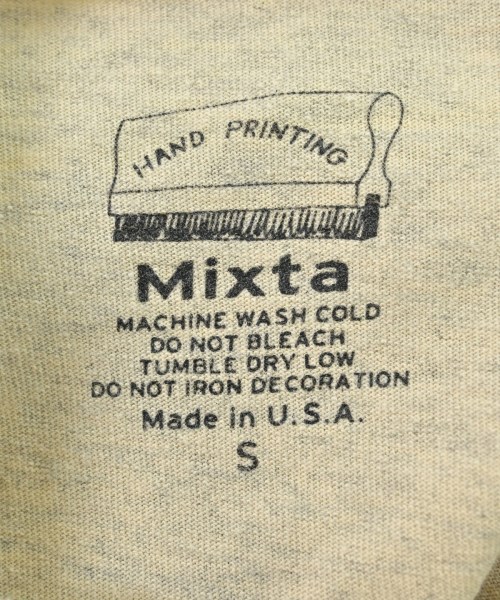 HAND PRINTING
Mixta
MACHINE WASH COLD
DO NOT BLEACH
TUMBLE DRY LOW
DO NOT IRON DECORATION
Made in U.S.A.
S